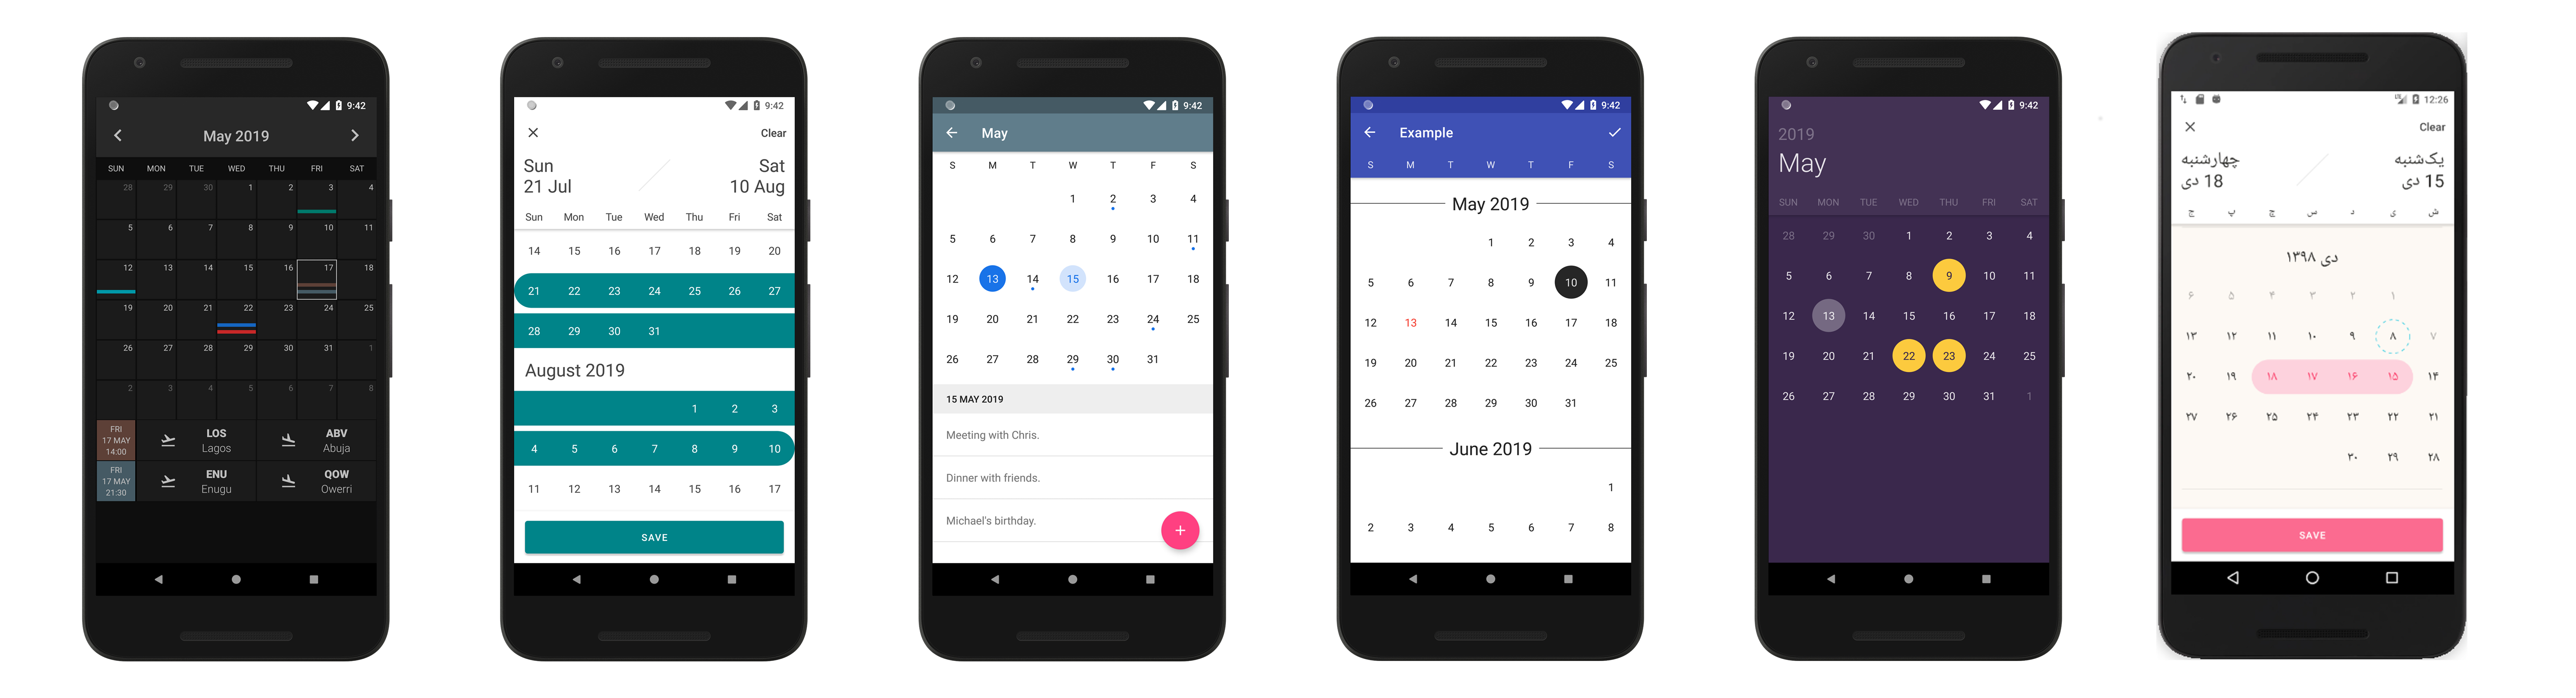 9:42
May 2019
SUN MON TUE WED THU FRI SAT
28 29 30 1 2 3 4
5 6 7 8 9 10 11
12 13 14 15 16 17 18
19 20 21 22 23 24 25
26 27 28 29 30 31 1
2 3 4 5 6 7 8
FRI
17 MAY
14:00
LOS
Lagos
ABV
Abuja
FRI
17 MAY
21:30
ENU
Enugu
QOW
Owerri
9:42
Clear
Sun
21 Jul
Sat
10 Aug
Sun Mon Tue Wed Thu Fri Sat
14 15 16 17 18 19 20
21 22 23 24 25 26 27
28 29 30 31
August 2019
1 2 3
4 5 6 7 8 9 10
11 12 13 14 15 16 17
SAVE
9:42
May
S M T W T F S
1 2 3 4
5 6 7 8 9 10 11
12 13 14 15 16 17 18
19 20 21 22 23 24 25
26 27 28 29 30 31
15 MAY 2019
Meeting with Chris.
Dinner with friends.
Michael's birthday.
9:42
Example
S M T W T F S
May 2019
1 2 3 4
5 6 7 8 9 10 11
12 13 14 15 16 17 18
19 20 21 22 23 24 25
26 27 28 29 30 31
June 2019
1
2 3 4 5 6 7 8
9:42
2019
May
SUN MON TUE WED THU FRI SAT
28 29 30 1 2 3 4
5 6 7 8 9 10 11
12 13 14 15 16 17 18
19 20 21 22 23 24 25
26 27 28 29 30 31 1
12:26
Clear
یک‌شنبه
15 دی
چهارشنبه
18 دی
ش ی د س چ پ ج
دی ۱۳۹۸
۱ ۲ ۳ ۴ ۵ ۶
۷ ۸ ۹ ۱۰ ۱۱ ۱۲ ۱۳
۱۴ ۱۵ ۱۶ ۱۷ ۱۸ ۱۹ ۲۰
۲۱ ۲۲ ۲۳ ۲۴ ۲۵ ۲۶ ۲۷
۲۸ ۲۹ ۳۰
SAVE